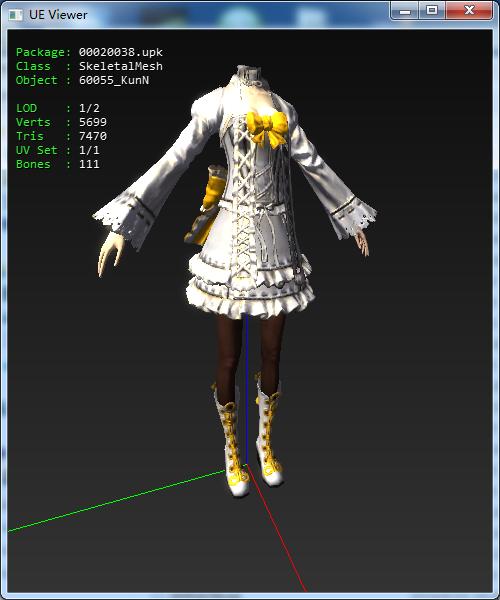 UE Viewer
Package: 00020038.upk
Class : SkeletalMesh
Object : 60055_KunN
LOD : 1/2
Verts : 5699
Tris : 7470
UV Set : 1/1
Bones : 111